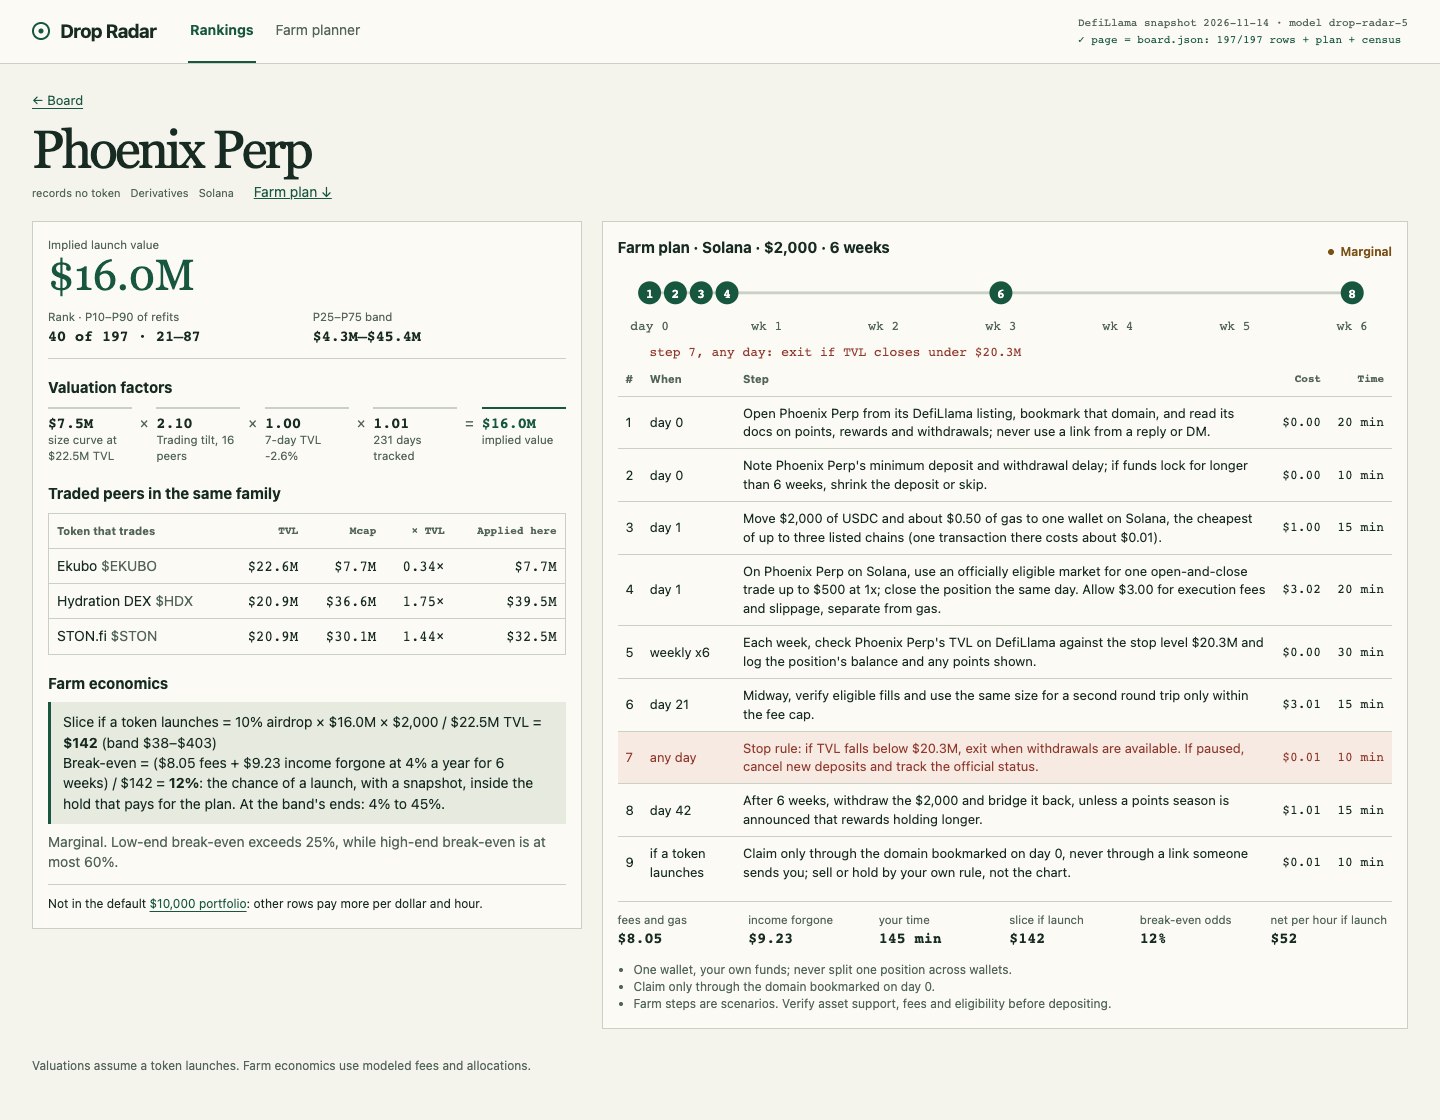 Drop Radar
Rankings
Farm planner
DefiLlama snapshot 2026-11-14 · model drop-radar-5
✓ page = board.json: 197/197 rows + plan + census
← Board
Phoenix Perp
records no token Derivatives Solana Farm plan ↓
Implied launch value
$16.0M
Rank · P10–P90 of refits
40 of 197 · 21–87
P25–P75 band
$4.3M–$45.4M
Valuation factors
$7.5M
size curve at
$22.5M TVL
×
2.10
Trading tilt, 16
peers
×
1.00
7-day TVL
-2.6%
×
1.01
231 days
tracked
=
$16.0M
implied value
Traded peers in the same family
Token that trades TVL Mcap × TVL Applied here
Ekubo $EKUBO $22.6M $7.7M 0.34× $7.7M
Hydration DEX $HDX $20.9M $36.6M 1.75× $39.5M
STON.fi $STON $20.9M $30.1M 1.44× $32.5M
Farm economics
Slice if a token launches = 10% airdrop × $16.0M × $2,000 / $22.5M TVL =
$142 (band $38–$403)
Break-even = ($8.05 fees + $9.23 income forgone at 4% a year for 6
weeks) / $142 = 12%: the chance of a launch, with a snapshot, inside the
hold that pays for the plan. At the band's ends: 4% to 45%.
Marginal. Low-end break-even exceeds 25%, while high-end break-even is at
most 60%.
Not in the default $10,000 portfolio: other rows pay more per dollar and hour.
Farm plan · Solana · $2,000 · 6 weeks
Marginal
1 2 3 4 6 8
day 0 wk 1 wk 2 wk 3 wk 4 wk 5 wk 6
step 7, any day: exit if TVL closes under $20.3M
# When Step Cost Time
1 day 0 Open Phoenix Perp from its DefiLlama listing, bookmark that domain, and read its $0.00 20 min
docs on points, rewards and withdrawals; never use a link from a reply or DM.
2 day 0 Note Phoenix Perp's minimum deposit and withdrawal delay; if funds lock for longer $0.00 10 min
than 6 weeks, shrink the deposit or skip.
3 day 1 Move $2,000 of USDC and about $0.50 of gas to one wallet on Solana, the cheapest $1.00 15 min
of up to three listed chains (one transaction there costs about $0.01).
4 day 1 On Phoenix Perp on Solana, use an officially eligible market for one open-and-close $3.02 20 min
trade up to $500 at 1x; close the position the same day. Allow $3.00 for execution fees
and slippage, separate from gas.
5 weekly x6 Each week, check Phoenix Perp's TVL on DefiLlama against the stop level $20.3M and $0.00 30 min
log the position's balance and any points shown.
6 day 21 Midway, verify eligible fills and use the same size for a second round trip only within $3.01 15 min
the fee cap.
7 any day Stop rule: if TVL falls below $20.3M, exit when withdrawals are available. If paused, $0.01 10 min
cancel new deposits and track the official status.
8 day 42 After 6 weeks, withdraw the $2,000 and bridge it back, unless a points season is $1.01 15 min
announced that rewards holding longer.
9 if a token Claim only through the domain bookmarked on day 0, never through a link someone $0.01 10 min
launches sends you; sell or hold by your own rule, not the chart.
fees and gas income forgone your time slice if launch break-even odds net per hour if launch
$8.05 $9.23 145 min $142 12% $52
• One wallet, your own funds; never split one position across wallets.
• Claim only through the domain bookmarked on day 0.
• Farm steps are scenarios. Verify asset support, fees and eligibility before depositing.
Valuations assume a token launches. Farm economics use modeled fees and allocations.